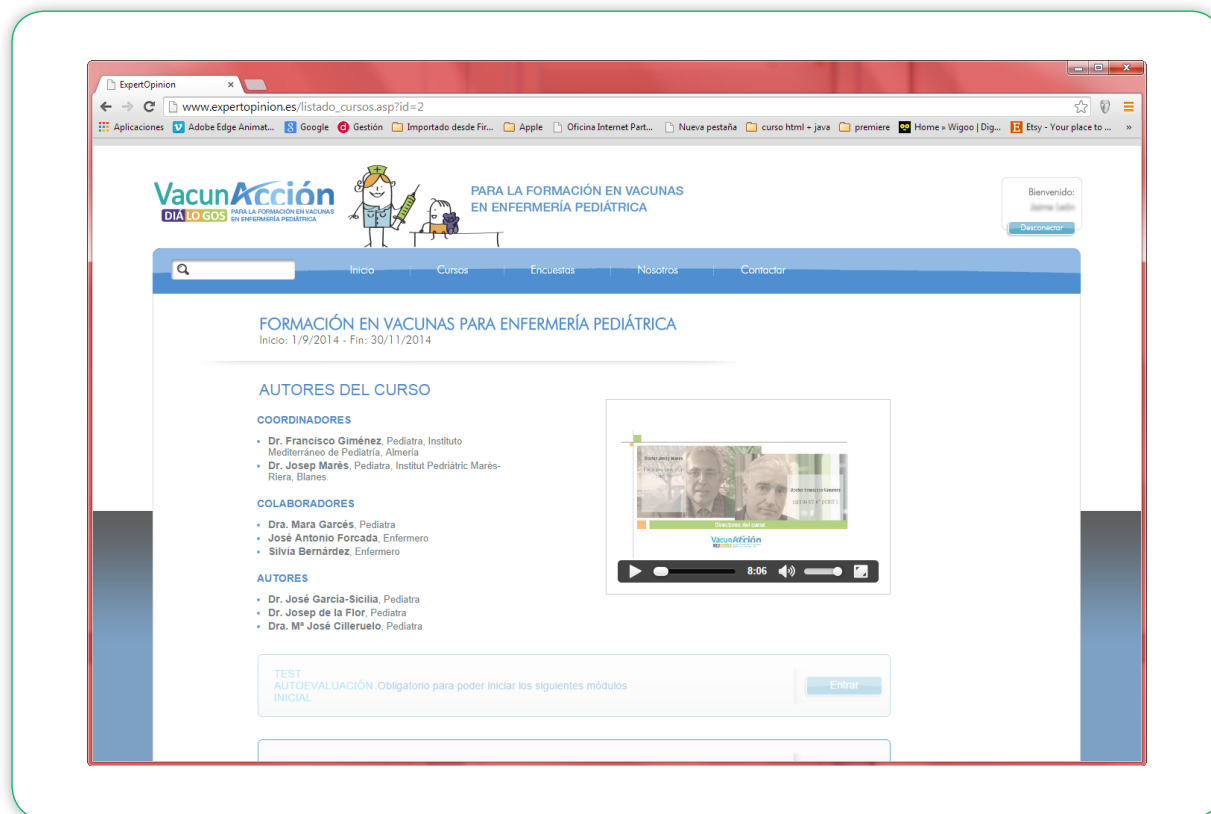 ExpertOpinion
www.expertopinion.es/listado_cursos.asp?id=2
Aplicaciones Adobe Edge Animat... Google Gestión Importado desde Fir... Apple Oficina Internet Part... Nueva pestaña curso html + java premiere Home » Wigoo | Dig... Etsy - Your place to ... »
VacunAcción
DIÁLOGOS PARA LA FORMACIÓN EN VACUNAS
EN ENFERMERÍA PEDIÁTRICA
PARA LA FORMACIÓN EN VACUNAS
EN ENFERMERÍA PEDIÁTRICA
Bienvenido:
Desconectar
Inicio Cursos Encuestas Nosotros Contactar
FORMACIÓN EN VACUNAS PARA ENFERMERÍA PEDIÁTRICA
Inicio: 1/9/2014 - Fin: 30/11/2014
AUTORES DEL CURSO
COORDINADORES
• Dr. Francisco Giménez, Pediatra, Instituto
Mediterráneo de Pediatría, Almería
• Dr. Josep Marès, Pediatra, Institut Pedriàtric Marès-
Riera, Blanes.
COLABORADORES
• Dra. Mara Garcés, Pediatra
• José Antonio Forcada, Enfermero
• Silvia Bernárdez, Enfermero
AUTORES
• Dr. José García-Sicilia, Pediatra
• Dr. Josep de la Flor, Pediatra
• Dra. Mª José Cilleruelo, Pediatra
Directores del curso
VacunAcción
8:06
TEST
AUTOEVALUACIÓN .Obligatorio para poder iniciar los siguientes módulos
INICIAL
Entrar